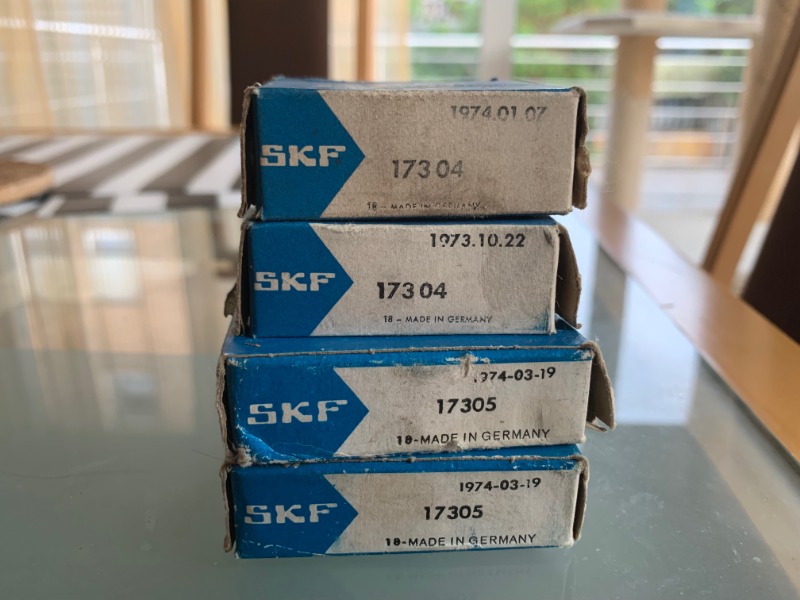 1974.01 07
SKF
173 04
18 - MADE IN GERMANY
1973.10.22
SKF
173 04
18 - MADE IN GERMANY
1974-03-19
SKF
17305
18-MADE IN GERMANY
1974-03-19
SKF
17305
18-MADE IN GERMANY